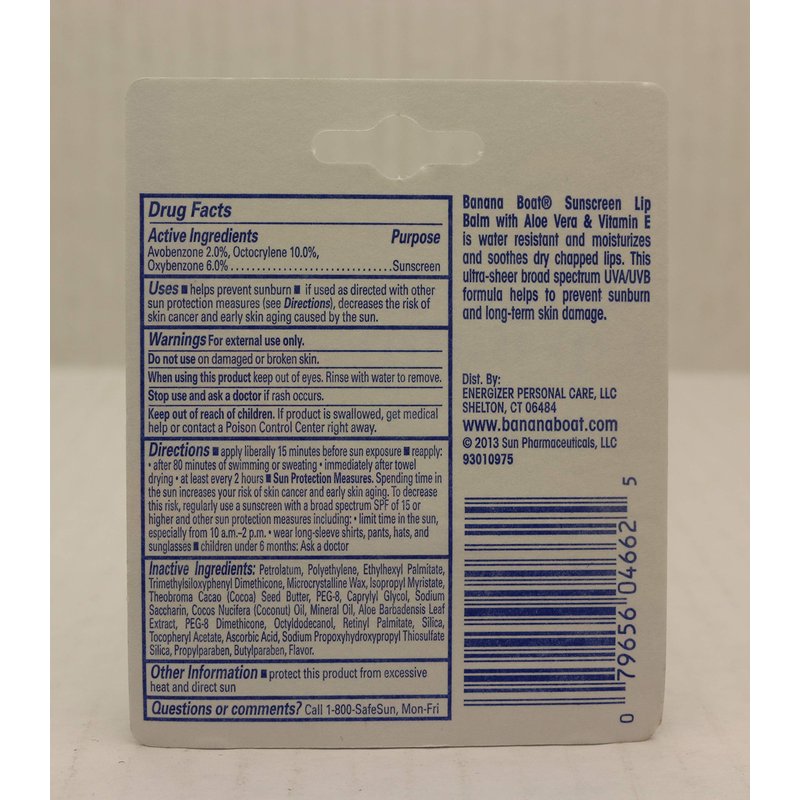 Drug Facts
Active Ingredients Purpose
Avobenzone 2.0%, Octocrylene 10.0%,
Oxybenzone 6.0%............................Sunscreen
Uses ■ helps prevent sunburn ■ if used as directed with other
sun protection measures (see Directions), decreases the risk of
skin cancer and early skin aging caused by the sun.
Warnings For external use only.
Do not use on damaged or broken skin.
When using this product keep out of eyes. Rinse with water to remove.
Stop use and ask a doctor if rash occurs.
Keep out of reach of children. If product is swallowed, get medical
help or contact a Poison Control Center right away.
Directions ■ apply liberally 15 minutes before sun exposure ■ reapply:
• after 80 minutes of swimming or sweating • immediately after towel
drying • at least every 2 hours ■ Sun Protection Measures. Spending time in
the sun increases your risk of skin cancer and early skin aging. To decrease
this risk, regularly use a sunscreen with a broad spectrum SPF of 15 or
higher and other sun protection measures including: • limit time in the sun,
especially from 10 a.m.–2 p.m. • wear long-sleeve shirts, pants, hats, and
sunglasses ■ children under 6 months: Ask a doctor
Inactive Ingredients: Petrolatum, Polyethylene, Ethylhexyl Palmitate,
Trimethylsiloxyphenyl Dimethicone, Microcrystalline Wax, Isopropyl Myristate,
Theobroma Cacao (Cocoa) Seed Butter, PEG-8, Caprylyl Glycol, Sodium
Saccharin, Cocos Nucifera (Coconut) Oil, Mineral Oil, Aloe Barbadensis Leaf
Extract, PEG-8 Dimethicone, Octyldodecanol, Retinyl Palmitate, Silica,
Tocopheryl Acetate, Ascorbic Acid, Sodium Propoxyhydroxypropyl Thiosulfate
Silica, Propylparaben, Butylparaben, Flavor.
Other Information ■ protect this product from excessive
heat and direct sun
Questions or comments? Call 1-800-SafeSun, Mon-Fri
Banana Boat® Sunscreen Lip
Balm with Aloe Vera & Vitamin E
is water resistant and moisturizes
and soothes dry chapped lips. This
ultra-sheer broad spectrum UVA/UVB
formula helps to prevent sunburn
and long-term skin damage.
Dist. By:
ENERGIZER PERSONAL CARE, LLC
SHELTON, CT 06484
www.bananaboat.com
© 2013 Sun Pharmaceuticals, LLC
93010975
0 79656 04662 5